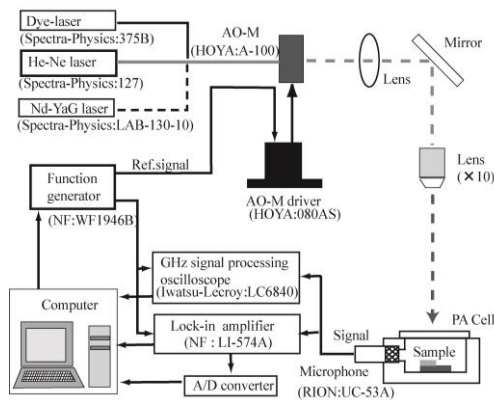 Dye-laser
(Spectra-Physics:375B)
He-Ne laser
(Spectra-Physics:127)
Nd-YaG laser
(Spectra-Physics:LAB-130-10)
AO-M
(HOYA:A-100)
Lens
Mirror
Lens
(×10)
Ref.signal
Function
generator
(NF:WF1946B)
AO-M driver
(HOYA:080AS)
GHz signal processing
oscilloscope
(Iwatsu-Lecroy:LC6840)
Computer
Lock-in amplifier
(NF : LI-574A)
A/D converter
Signal
Microphone
(RION:UC-53A)
PA Cell
Sample